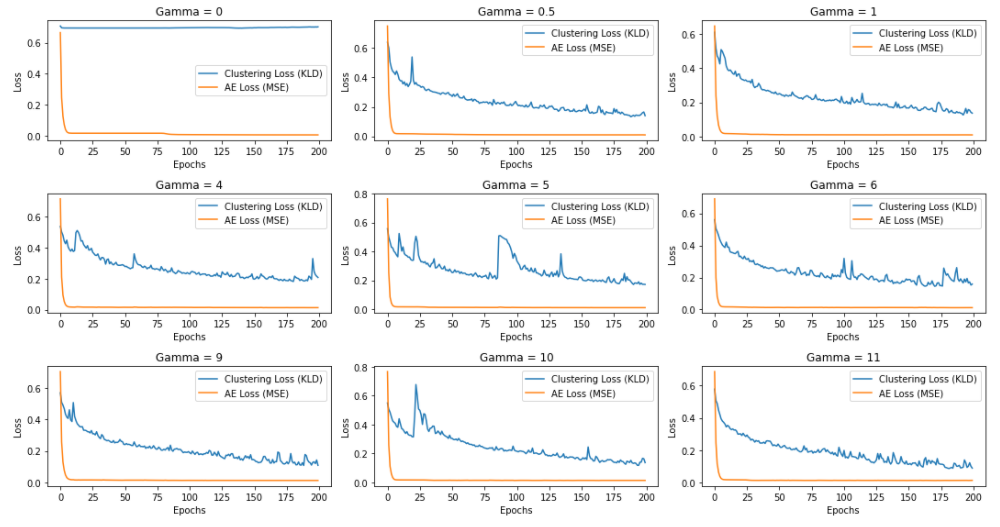 Gamma = 0
Loss
0.6
0.4
0.2
0.0
Clustering Loss (KLD)
AE Loss (MSE)
0 25 50 75 100 125 150 175 200
Epochs
Gamma = 0.5
Loss
0.6
0.4
0.2
0.0
Clustering Loss (KLD)
AE Loss (MSE)
0 25 50 75 100 125 150 175 200
Epochs
Gamma = 1
Loss
0.6
0.4
0.2
0.0
Clustering Loss (KLD)
AE Loss (MSE)
0 25 50 75 100 125 150 175 200
Epochs
Gamma = 4
Loss
0.6
0.4
0.2
0.0
Clustering Loss (KLD)
AE Loss (MSE)
0 25 50 75 100 125 150 175 200
Epochs
Gamma = 5
Loss
0.8
0.6
0.4
0.2
0.0
Clustering Loss (KLD)
AE Loss (MSE)
0 25 50 75 100 125 150 175 200
Epochs
Gamma = 6
Loss
0.6
0.4
0.2
0.0
Clustering Loss (KLD)
AE Loss (MSE)
0 25 50 75 100 125 150 175 200
Epochs
Gamma = 9
Loss
0.6
0.4
0.2
0.0
Clustering Loss (KLD)
AE Loss (MSE)
0 25 50 75 100 125 150 175 200
Epochs
Gamma = 10
Loss
0.8
0.6
0.4
0.2
0.0
Clustering Loss (KLD)
AE Loss (MSE)
0 25 50 75 100 125 150 175 200
Epochs
Gamma = 11
Loss
0.6
0.4
0.2
0.0
Clustering Loss (KLD)
AE Loss (MSE)
0 25 50 75 100 125 150 175 200
Epochs